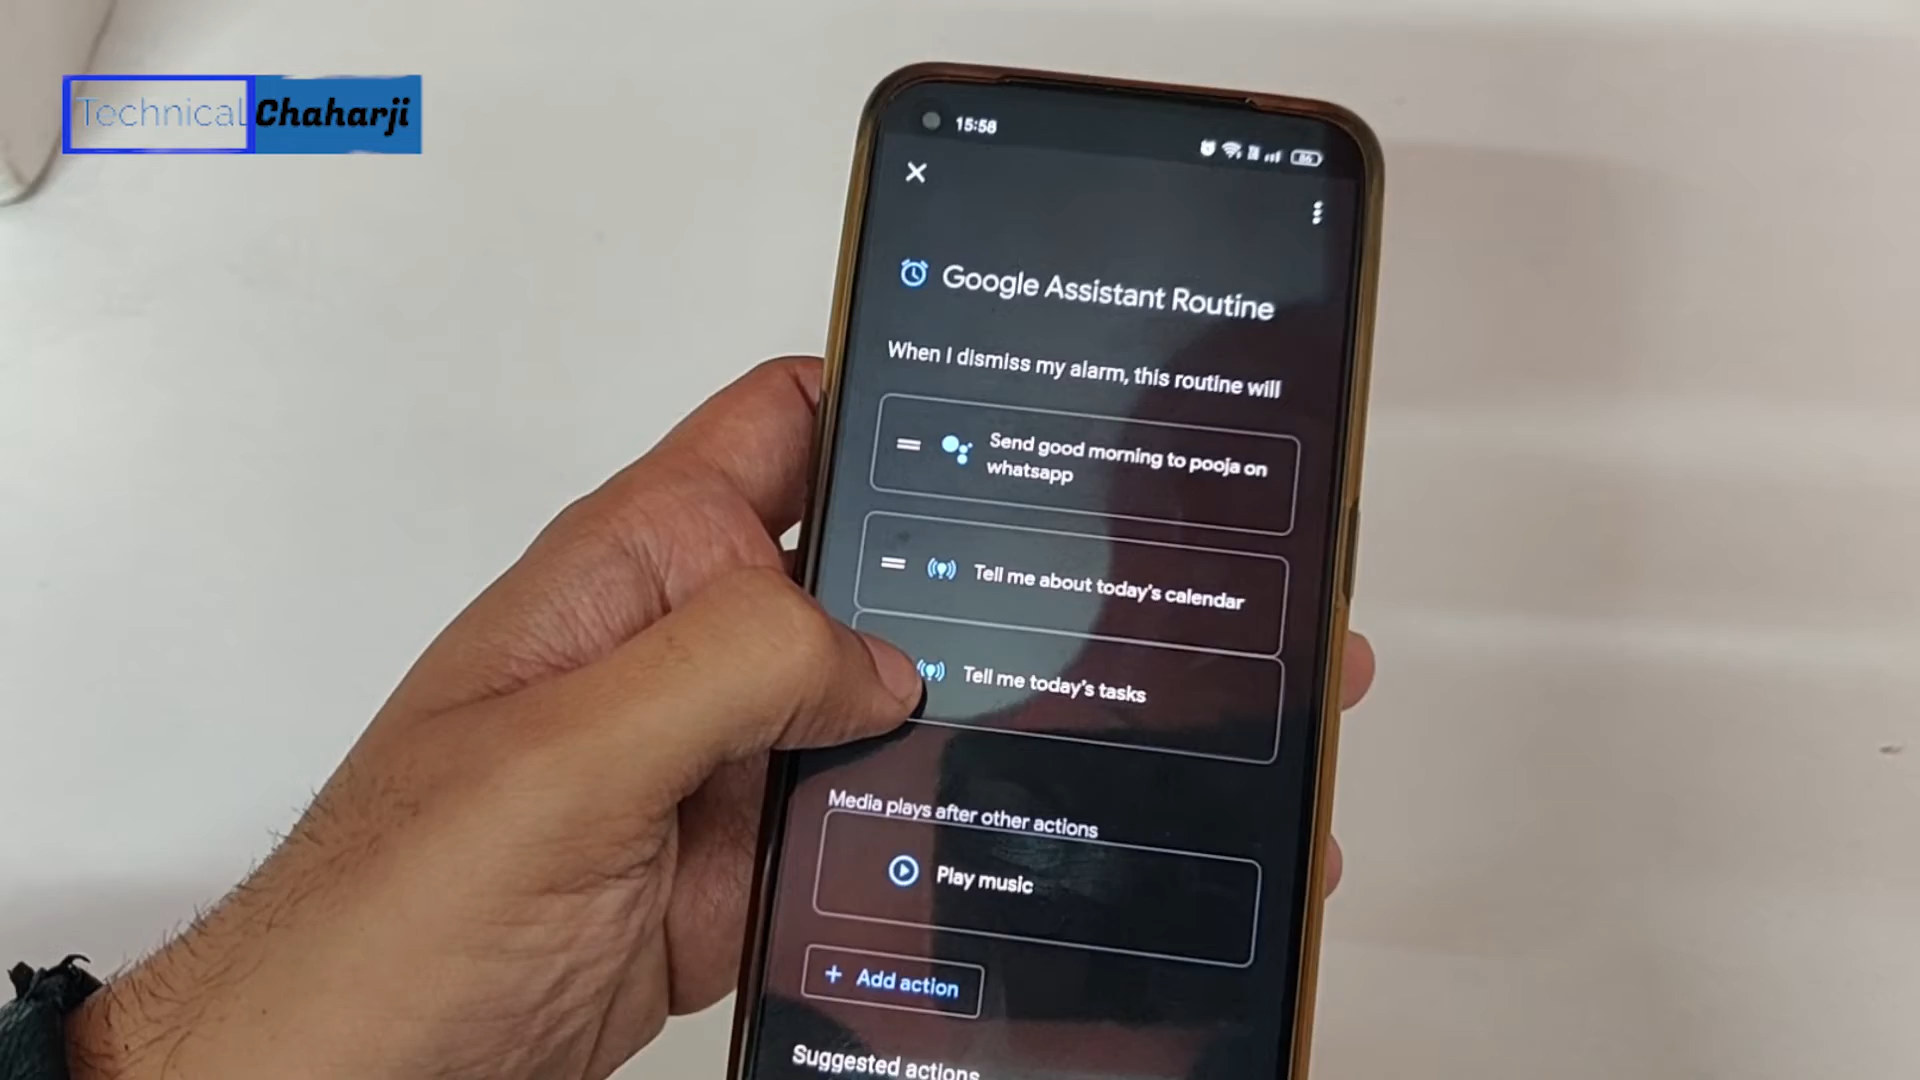 Technical Chaharji
15:58
86
Google Assistant Routine
When I dismiss my alarm, this routine will
Send good morning to pooja on
whatsapp
Tell me about today's calendar
Tell me today's tasks
Media plays after other actions
Play music
+ Add action
Suggested actions